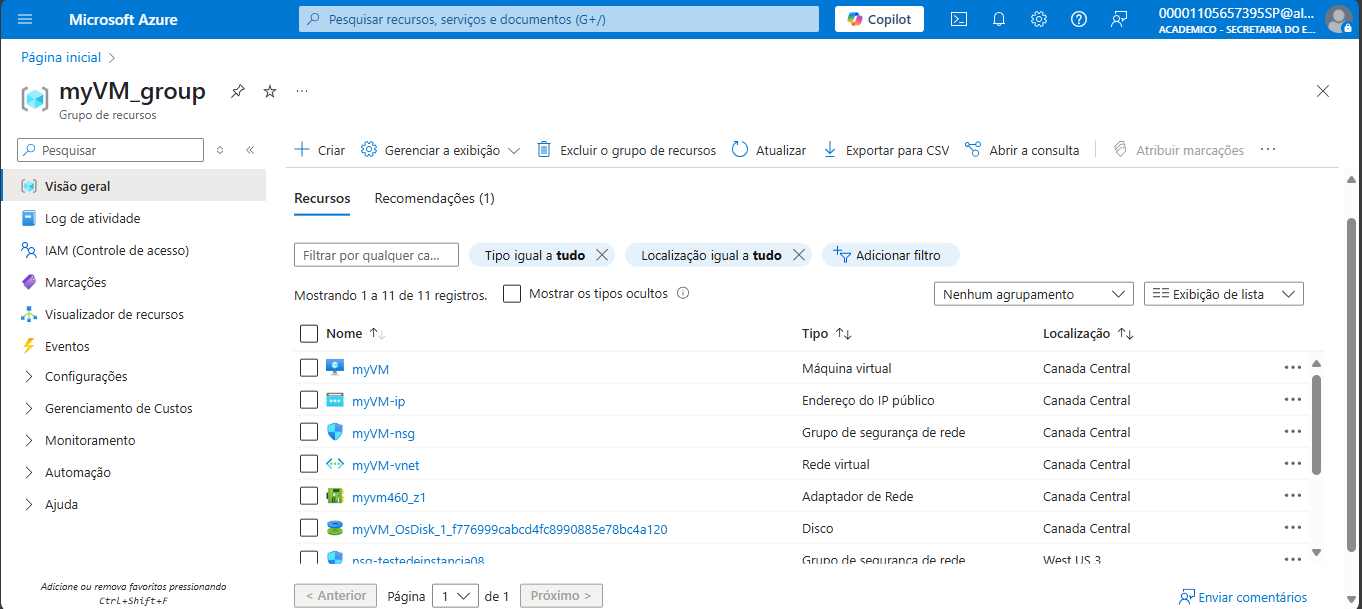 Microsoft Azure
Pesquisar recursos, serviços e documentos (G+/)
Copilot
00001105657395SP@al...
ACADEMICO - SECRETARIA DO E...
Página inicial >
myVM_group
...
Grupo de recursos
Pesquisar
Criar
Gerenciar a exibição
Excluir o grupo de recursos
Atualizar
Exportar para CSV
Abrir a consulta
Atribuir marcações
...
Visão geral
Log de atividade
IAM (Controle de acesso)
Marcações
Visualizador de recursos
Eventos
Configurações
Gerenciamento de Custos
Monitoramento
Automação
Ajuda
Adicione ou remova favoritos pressionando
Ctrl+Shift+F
Recursos
Recomendações (1)
Filtrar por qualquer ca...
Tipo igual a tudo
Localização igual a tudo
Adicionar filtro
Mostrando 1 a 11 de 11 registros.
Mostrar os tipos ocultos
Nenhum agrupamento
Exibição de lista
Nome Tipo Localização
myVM Máquina virtual Canada Central
myVM-ip Endereço do IP público Canada Central
myVM-nsg Grupo de segurança de rede Canada Central
myVM-vnet Rede virtual Canada Central
myvm460_z1 Adaptador de Rede Canada Central
myVM_OsDisk_1_f776999cabcd4fc8990885e78bc4a120 Disco Canada Central
nsg-testedeinstancia08 Grupo de segurança de rede West US 3
< Anterior Página 1 de 1 Próximo >
Enviar comentários